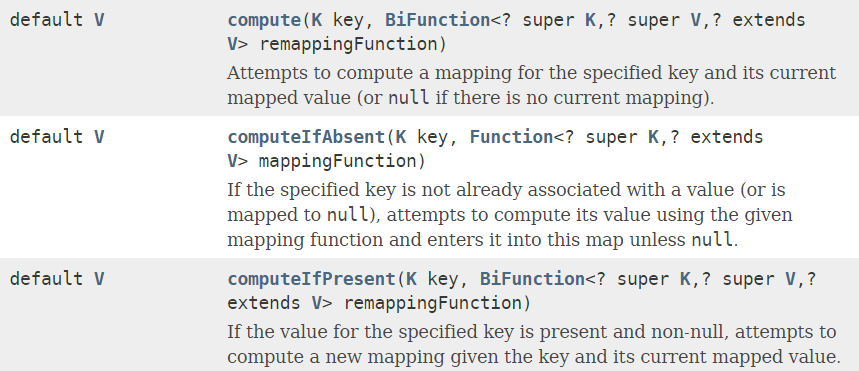 default V compute(K key, BiFunction<? super K,? super V,? extends
V> remappingFunction)
Attempts to compute a mapping for the specified key and its current
mapped value (or null if there is no current mapping).
default V computeIfAbsent(K key, Function<? super K,? extends
V> mappingFunction)
If the specified key is not already associated with a value (or is
mapped to null), attempts to compute its value using the given
mapping function and enters it into this map unless null.
default V computeIfPresent(K key, BiFunction<? super K,? super V,?
extends V> remappingFunction)
If the value for the specified key is present and non-null, attempts to
compute a new mapping given the key and its current mapped value.